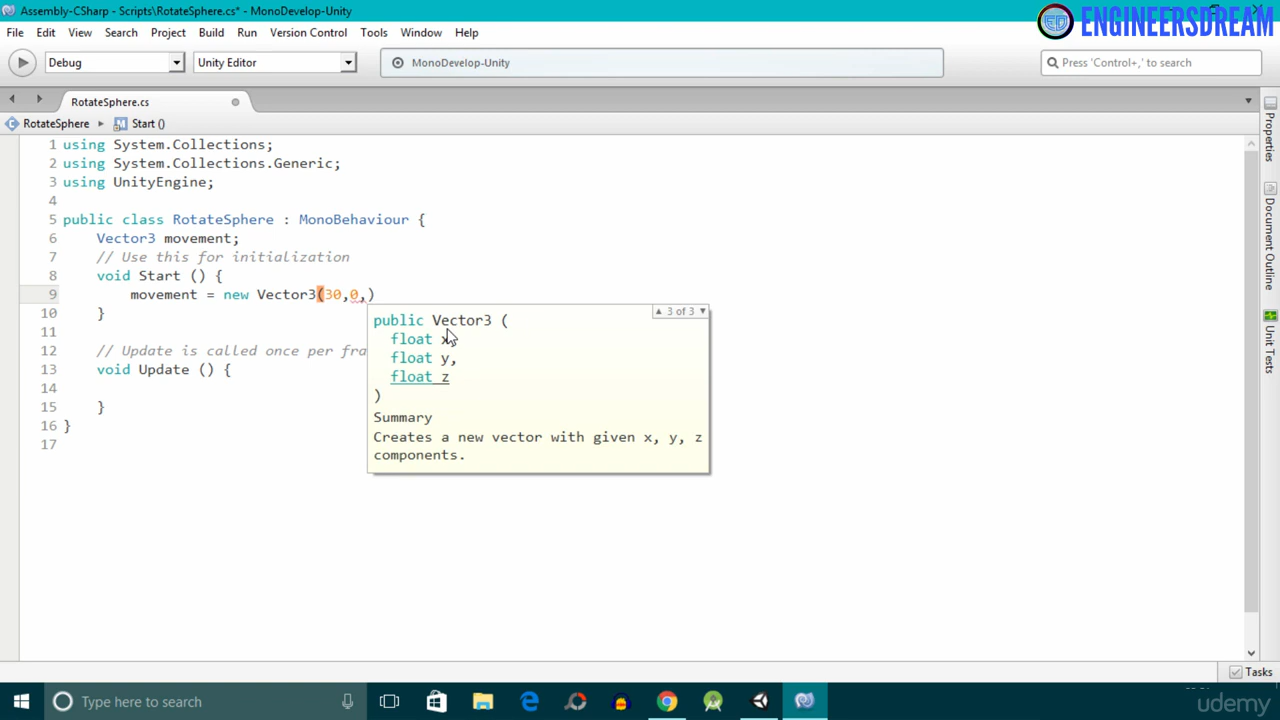 Assembly-CSharp - Scripts\RotateSphere.cs* - MonoDevelop-Unity
ENGINEERSDREAM
File Edit View Search Project Build Run Version Control Tools Window Help
Debug Unity Editor MonoDevelop-Unity Press 'Control+,' to search
RotateSphere.cs
RotateSphere Start ()
1 using System.Collections;
2 using System.Collections.Generic;
3 using UnityEngine;
4
5 public class RotateSphere : MonoBehaviour {
6 Vector3 movement;
7 // Use this for initialization
8 void Start () {
9 movement = new Vector3(30,0,)
10 }
11
12 // Update is called once per fra
13 void Update () {
14
15 }
16 }
17
3 of 3
public Vector3 (
float x,
float y,
float z
)
Summary
Creates a new vector with given x, y, z
components.
Properties
Document Outline
Unit Tests
Tasks
Type here to search
udemy